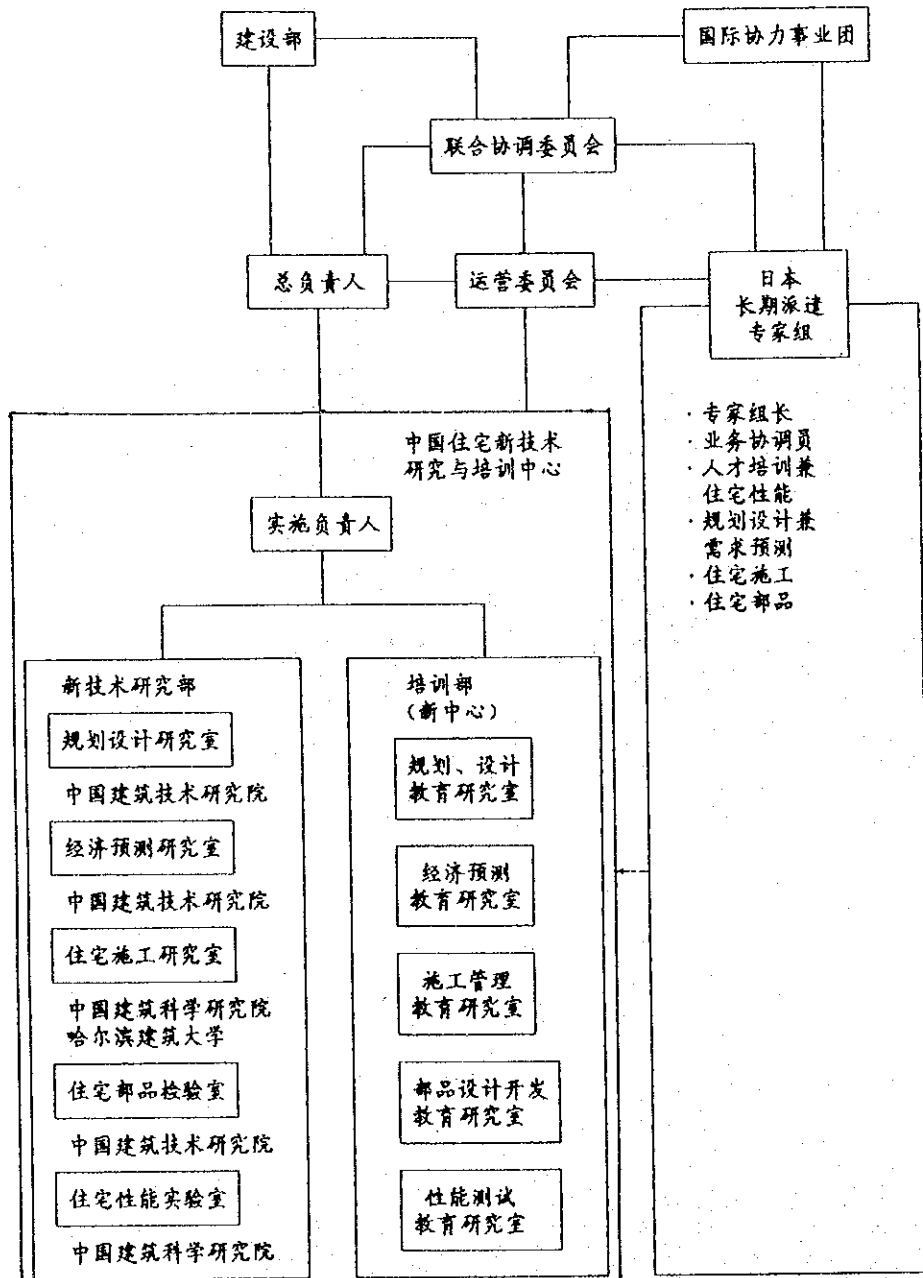 建设部
国际协力事业团
联合协调委员会
总负责人
运营委员会
日本
长期派遣
专家组
·专家组长
·业务协调员
·人才培训兼
住宅性能
·规划设计兼
需求预测
·住宅施工
·住宅部品
中国住宅新技术
研究与培训中心
实施负责人
新技术研究部
规划设计研究室
中国建筑技术研究院
经济预测研究室
中国建筑技术研究院
住宅施工研究室
中国建筑科学研究院
哈尔滨建筑大学
住宅部品检验室
中国建筑技术研究院
住宅性能实验室
中国建筑科学研究院
培训部
(新中心)
规划、设计
教育研究室
经济预测
教育研究室
施工管理
教育研究室
部品设计开发
教育研究室
性能测试
教育研究室